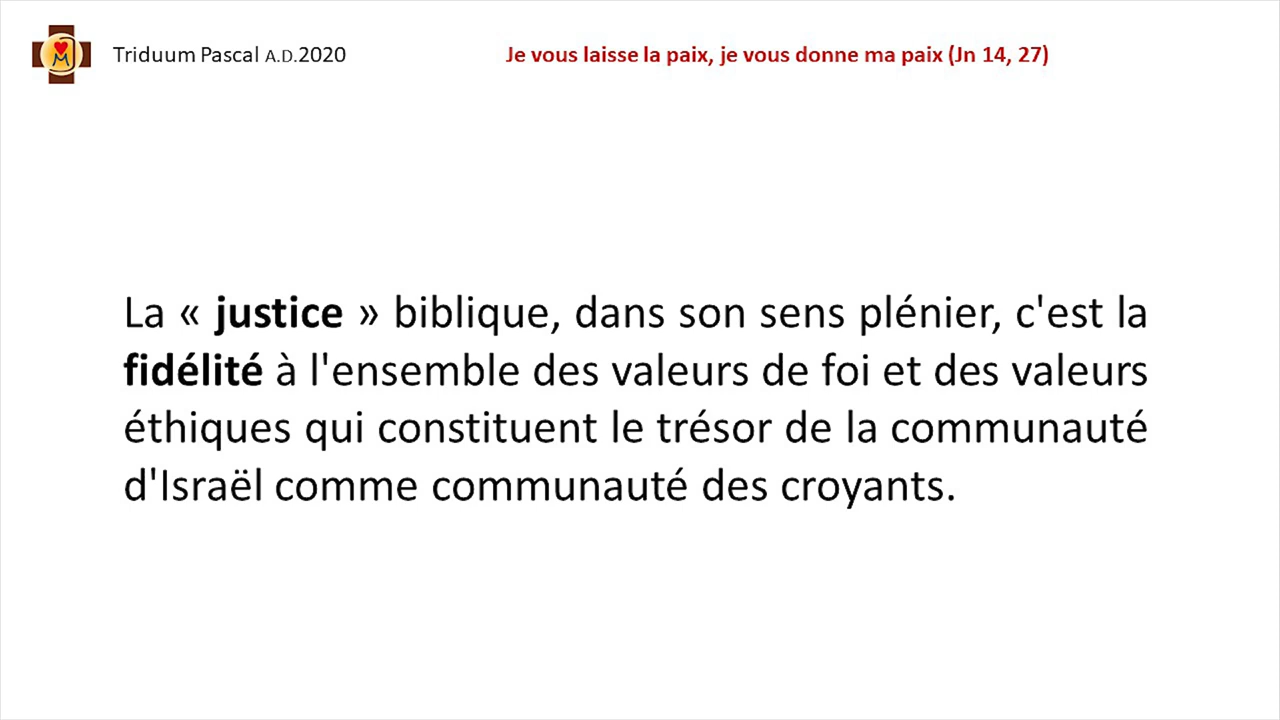 Triduum Pascal A.D.2020
Je vous laisse la paix, je vous donne ma paix (Jn 14, 27)
La « justice » biblique, dans son sens plénier, c'est la
fidélité à l'ensemble des valeurs de foi et des valeurs
éthiques qui constituent le trésor de la communauté
d'Israël comme communauté des croyants.